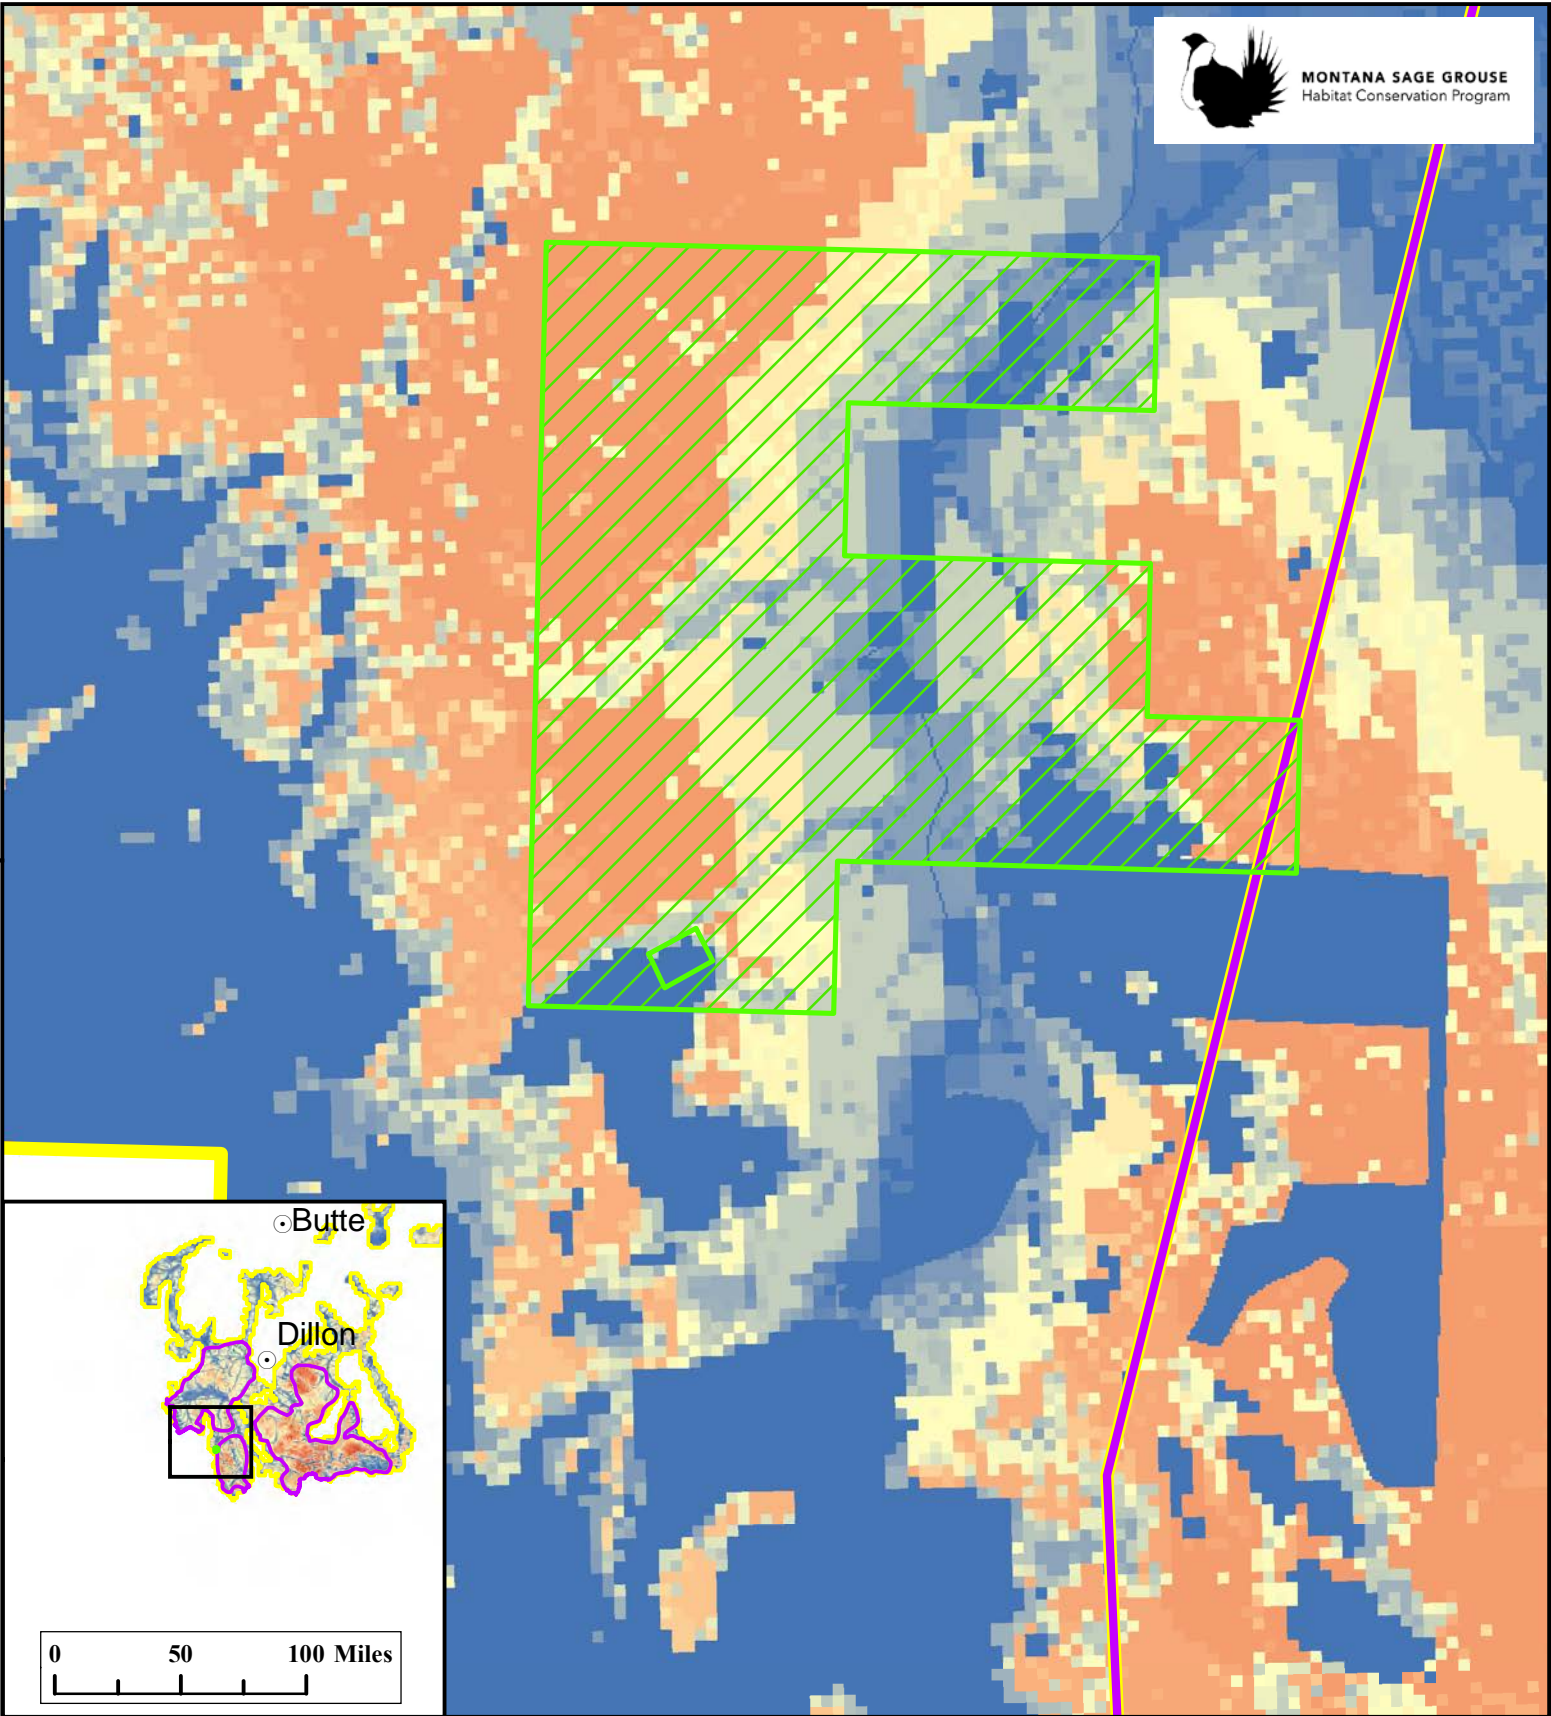 MONTANA SAGE GROUSE
Habitat Conservation Program
Butte
Dillon
0 50 100 Miles